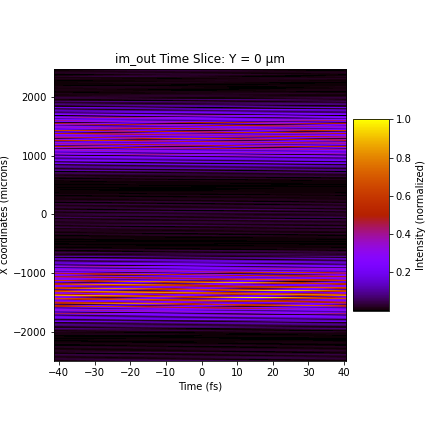 im_out Time Slice: Y = 0 μm
X coordinates (microns)
2000
1000
0
−1000
−2000
−40 −30 −20 −10 0 10 20 30 40
Time (fs)
1.0
0.8
0.6
0.4
0.2
Intensity (normalized)